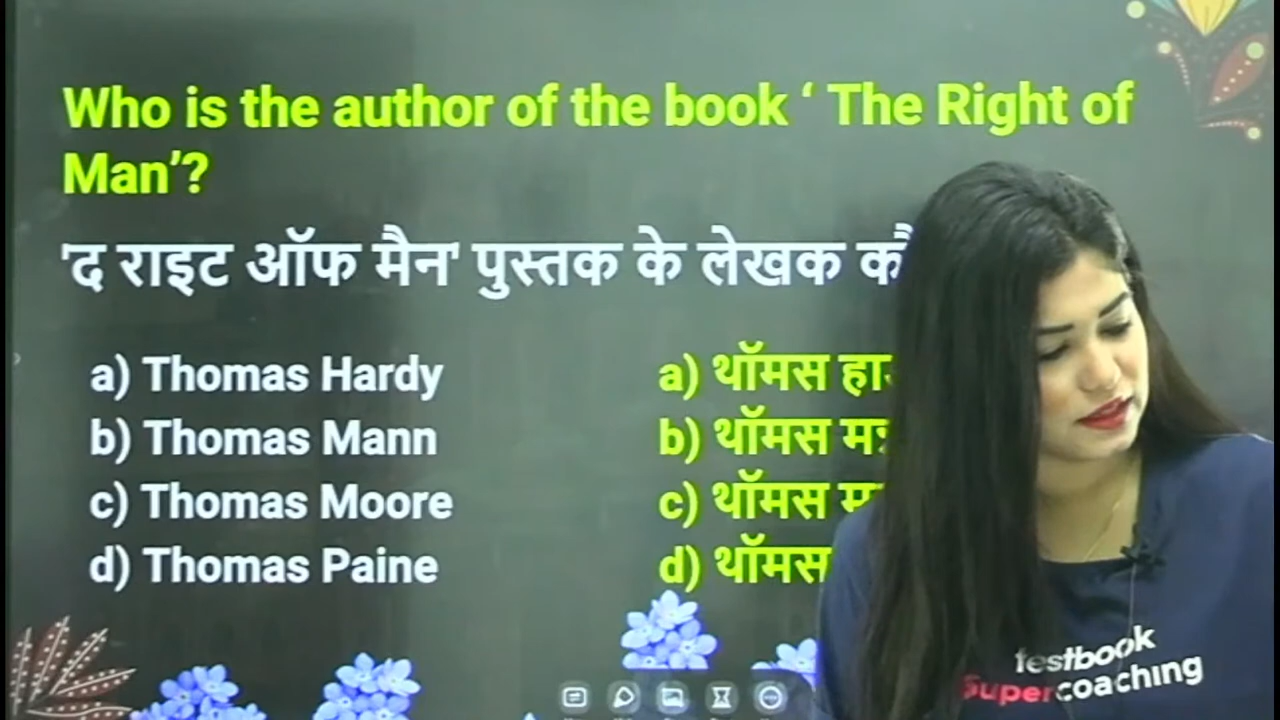 Who is the author of the book ‘ The Right of
Man’?
'द राइट ऑफ मैन' पुस्तक के लेखक
a) Thomas Hardy
b) Thomas Mann
c) Thomas Moore
d) Thomas Paine
a) थॉमस
b) थॉमस
c) थॉमस
d) थॉमस
testbook
Supercoaching